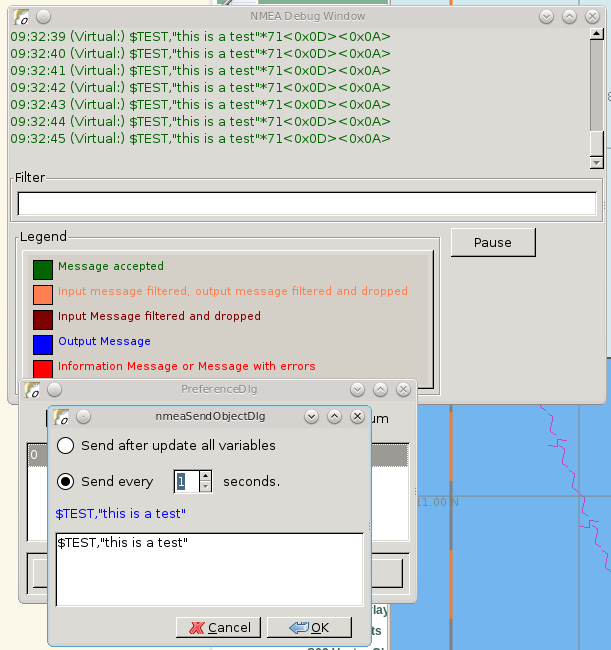 NMEA Debug Window
09:32:39 (Virtual:) $TEST,"this is a test"*71<0x0D><0x0A>
09:32:40 (Virtual:) $TEST,"this is a test"*71<0x0D><0x0A>
09:32:41 (Virtual:) $TEST,"this is a test"*71<0x0D><0x0A>
09:32:42 (Virtual:) $TEST,"this is a test"*71<0x0D><0x0A>
09:32:43 (Virtual:) $TEST,"this is a test"*71<0x0D><0x0A>
09:32:44 (Virtual:) $TEST,"this is a test"*71<0x0D><0x0A>
09:32:45 (Virtual:) $TEST,"this is a test"*71<0x0D><0x0A>
Filter
Legend
Pause
Message accepted
Input message filtered, output message filtered and dropped
Input Message filtered and dropped
Output Message
Information Message or Message with errors
PreferenceDlg
um
nmeaSendObjectDlg
0
Send after update all variables
Send every 1 seconds.
11.00 N
$TEST,"this is a test"
$TEST,"this is a test"
lay
Cancel
OK
ts